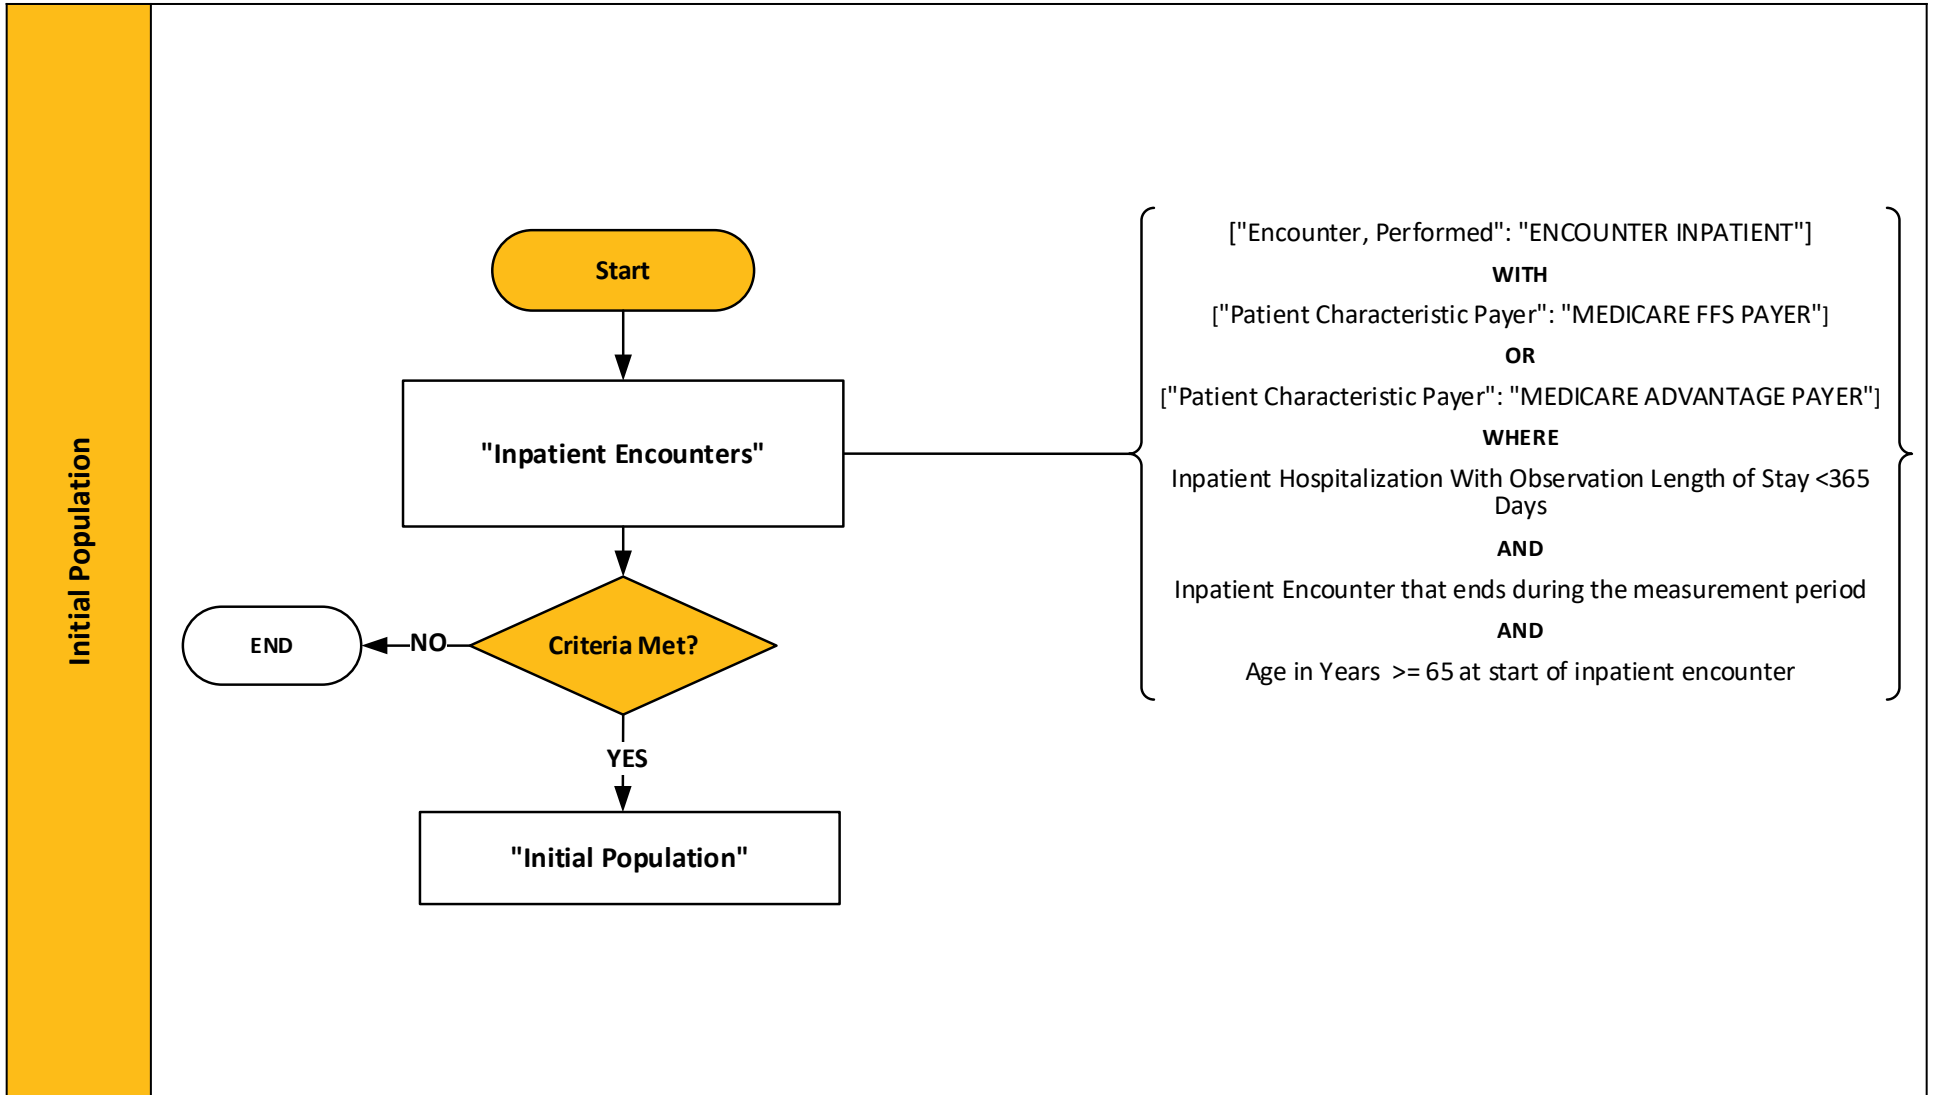 Initial Population
Start
"Inpatient Encounters"
Criteria Met?
NO
END
YES
"Initial Population"
["Encounter, Performed": "ENCOUNTER INPATIENT"]
WITH
["Patient Characteristic Payer": "MEDICARE FFS PAYER"]
OR
["Patient Characteristic Payer": "MEDICARE ADVANTAGE PAYER"]
WHERE
Inpatient Hospitalization With Observation Length of Stay <365
Days
AND
Inpatient Encounter that ends during the measurement period
AND
Age in Years >= 65 at start of inpatient encounter